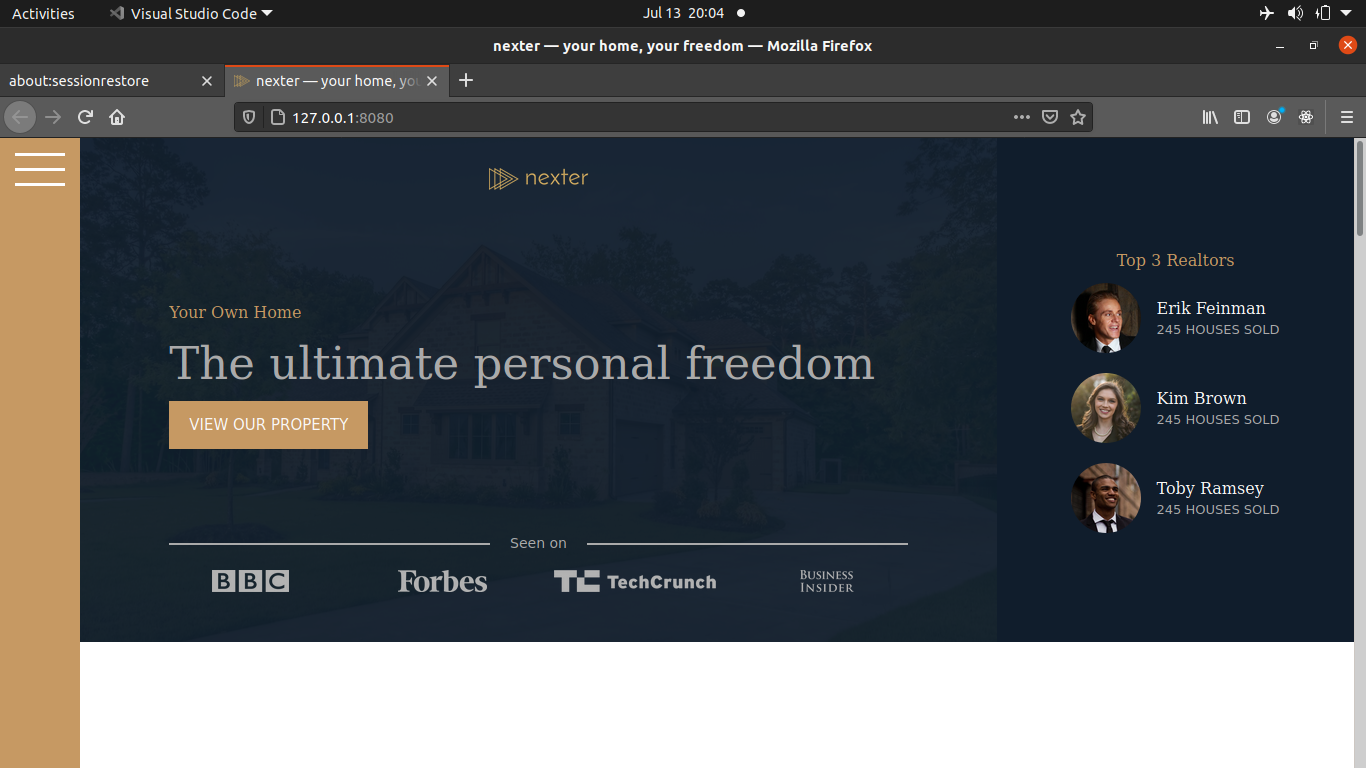 Activities
Visual Studio Code
Jul 13 20:04
nexter — your home, your freedom — Mozilla Firefox
about:sessionrestore
nexter — your home, you
127.0.0.1:8080
nexter
Your Own Home
The ultimate personal freedom
VIEW OUR PROPERTY
Seen on
BBC
Forbes
TC TechCrunch
BUSINESS
INSIDER
Top 3 Realtors
Erik Feinman
245 HOUSES SOLD
Kim Brown
245 HOUSES SOLD
Toby Ramsey
245 HOUSES SOLD